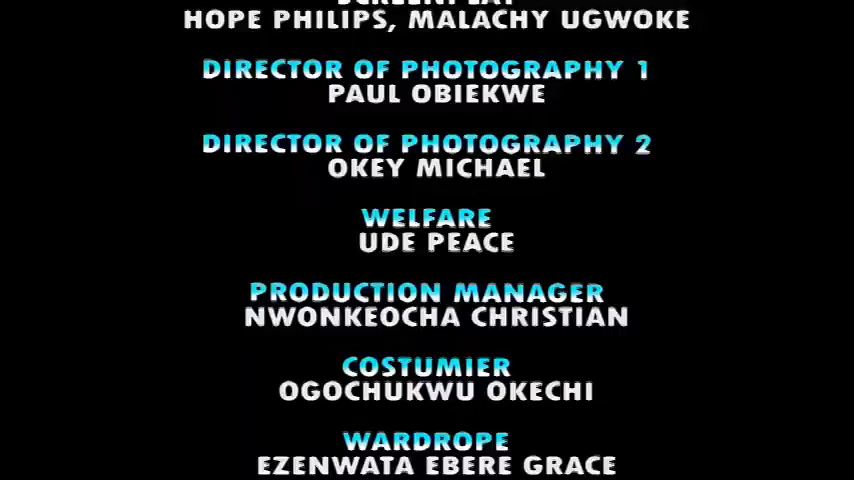 SCREENPLAY
HOPE PHILIPS, MALACHY UGWOKE
DIRECTOR OF PHOTOGRAPHY 1
PAUL OBIEKWE
DIRECTOR OF PHOTOGRAPHY 2
OKEY MICHAEL
WELFARE
UDE PEACE
PRODUCTION MANAGER
NWONKEOCHA CHRISTIAN
COSTUMIER
OGOCHUKWU OKECHI
WARDROPE
EZENWATA EBERE GRACE